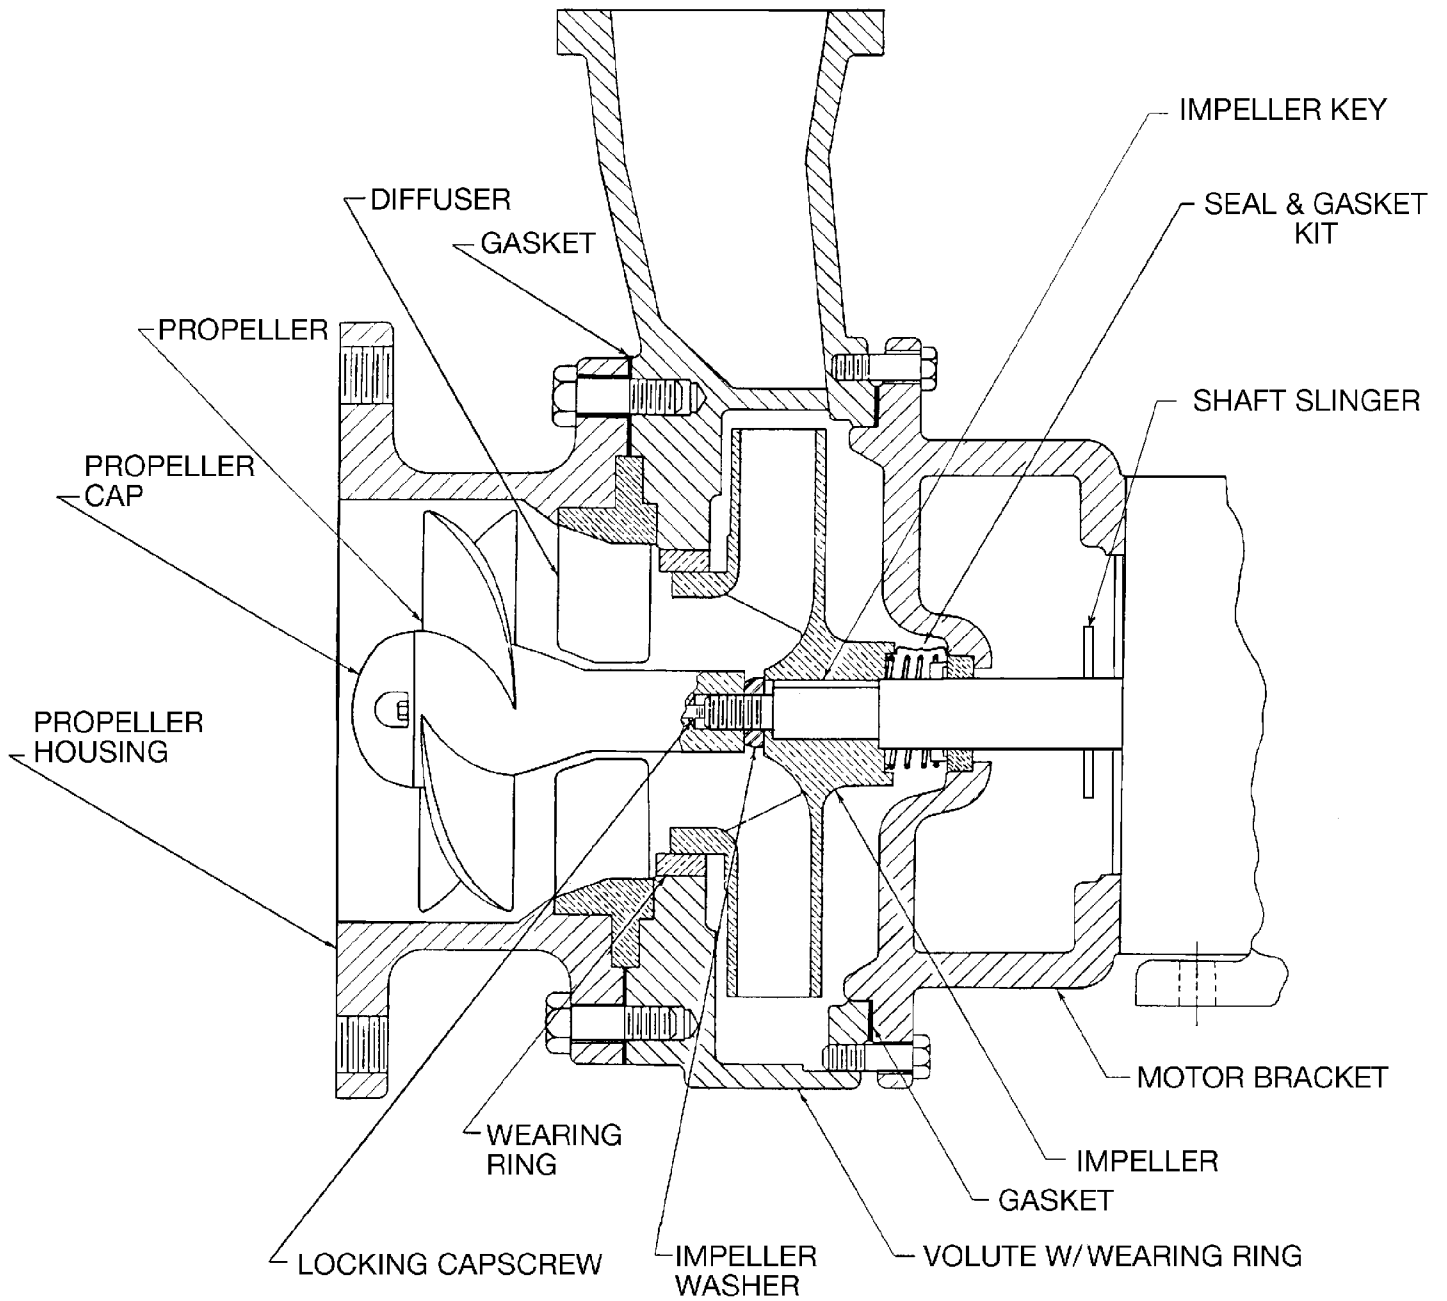 IMPELLER KEY
DIFFUSER
SEAL & GASKET
KIT
GASKET
PROPELLER
SHAFT SLINGER
PROPELLER
CAP
PROPELLER
HOUSING
MOTOR BRACKET
WEARING
RING
IMPELLER
GASKET
LOCKING CAPSCREW
IMPELLER
WASHER
VOLUTE W/WEARING RING